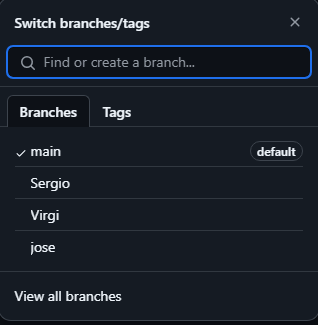 Switch branches/tags
Find or create a branch...
Branches Tags
main default
Sergio
Virgi
jose
View all branches